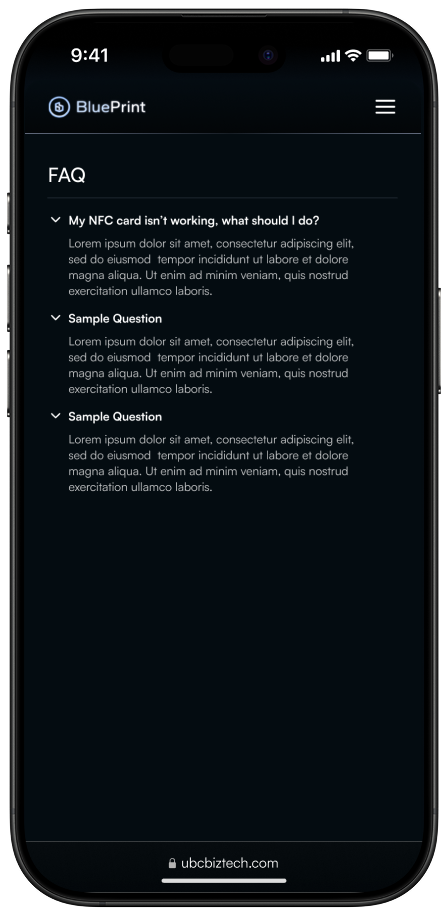 9:41
BluePrint
FAQ
My NFC card isn't working, what should I do?
Lorem ipsum dolor sit amet, consectetur adipiscing elit,
sed do eiusmod  tempor incididunt ut labore et dolore
magna aliqua. Ut enim ad minim veniam, quis nostrud
exercitation ullamco laboris.
Sample Question
Lorem ipsum dolor sit amet, consectetur adipiscing elit,
sed do eiusmod  tempor incididunt ut labore et dolore
magna aliqua. Ut enim ad minim veniam, quis nostrud
exercitation ullamco laboris.
Sample Question
Lorem ipsum dolor sit amet, consectetur adipiscing elit,
sed do eiusmod  tempor incididunt ut labore et dolore
magna aliqua. Ut enim ad minim veniam, quis nostrud
exercitation ullamco laboris.
ubcbiztech.com